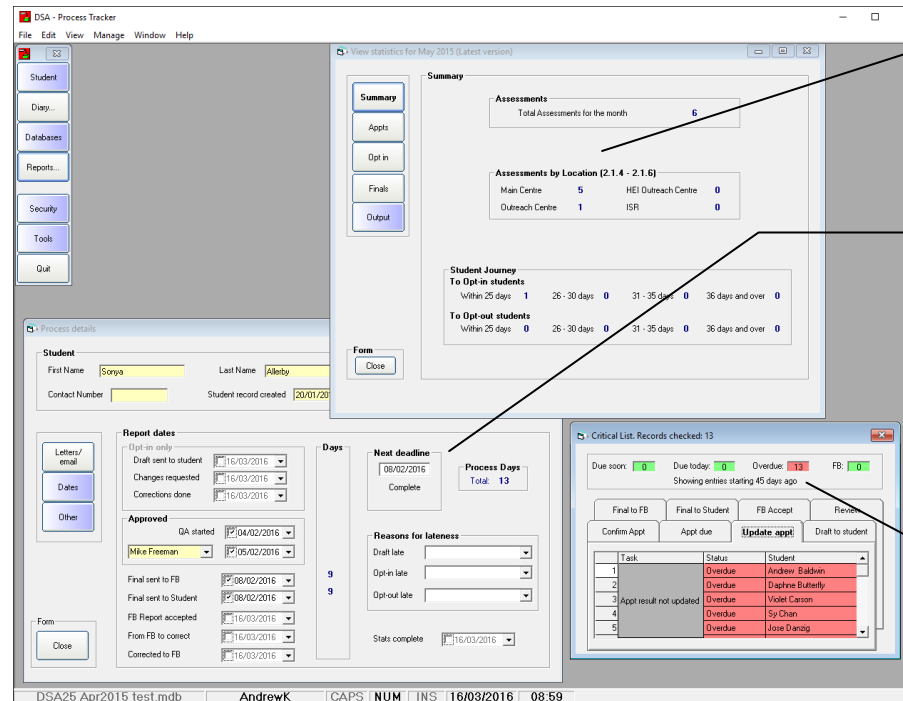 DSA - Process Tracker
File Edit View Manage Window Help
Student
Diary...
Databases
Reports...
Security
Tools
Quit
View statistics for May 2015 (Latest version)
Summary
Appts
Opt in
Finals
Output
Form
Close
Summary
Assessments
Total Assessments for the month 6
Assessments by Location (2.1.4 - 2.1.6)
Main Centre 5 HEI Outreach Centre 0
Outreach Centre 1 ISR 0
Student Journey
To Opt-in students
Within 25 days 1 26 - 30 days 0 31 - 35 days 0 36 days and over 0
To Opt-out students
Within 25 days 0 26 - 30 days 0 31 - 35 days 0 36 days and over 0
Process details
Student
First Name Sonya Last Name Allerby
Contact Number Student record created 20/01/20
Letters/
email
Dates
Other
Form
Close
Report dates
Opt-in only
Draft sent to student 16/03/2016
Changes requested 16/03/2016
Corrections done 16/03/2016
Approved
QA started 04/02/2016
Mike Freeman 05/02/2016
Final sent to FB 08/02/2016
Final sent to Student 08/02/2016
FB Report accepted 16/03/2016
From FB to correct 16/03/2016
Corrected to FB 16/03/2016
Days
9
9
Next deadline
08/02/2016
Complete
Process Days
Total: 13
Reasons for lateness
Draft late
Opt-in late
Opt-out late
Stats complete 16/03/2016
Critical List. Records checked: 13
Due soon: 0 Due today: 0 Overdue: 13 FB: 0
Showing entries starting 45 days ago
Final to FB Final to Student FB Accept Review
Confirm Appt Appt due Update appt Draft to student
Task Status Student
1 Overdue Andrew Baldwin
2 Overdue Daphne Butterfly
3 Appt result not updated Overdue Violet Carson
4 Overdue Sy Chan
5 Overdue Jose Danzig
DSA25 Apr2015 test.mdb AndrewK CAPS NUM INS 16/03/2016 08:59